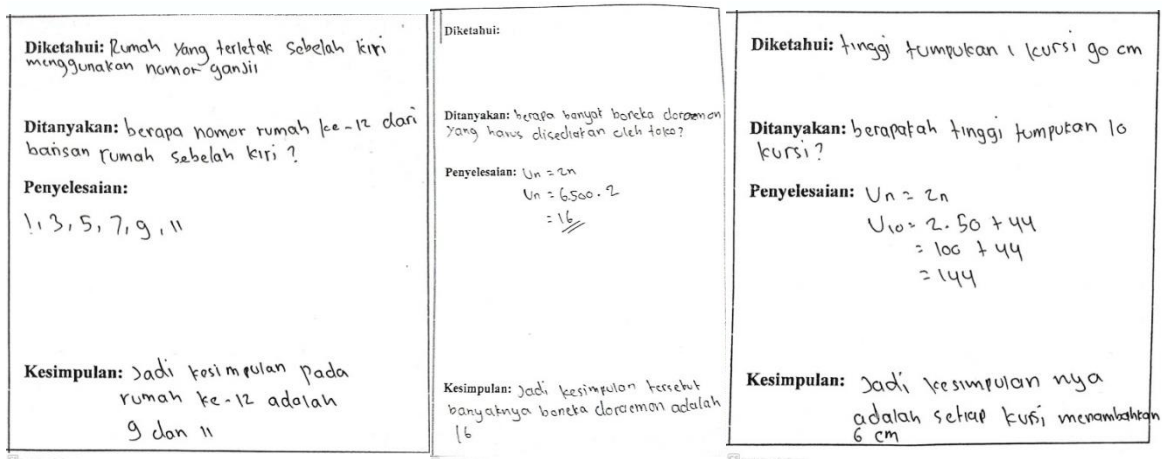 Diketahui: Rumah yang terletak sebelah kiri
menggunakan nomor ganjil
Ditanyakan: berapa nomor rumah ke-12 dari
barisan rumah sebelah kiri ?
Penyelesaian:
1, 3, 5, 7, 9, 11
Kesimpulan: Jadi kesimpulan pada
rumah ke-12 adalah
9 dan 11
Diketahui:
Ditanyakan: berapa banyak boneka doraemon
yang harus disediakan oleh toko?
Penyelesaian: Un = 2n
Un = 6.500 . 2
= 16
Kesimpulan: Jadi kesimpulan tersebut
banyaknya boneka doraemon adalah
16
Diketahui: tinggi tumpukan 1 kursi 90 cm
Ditanyakan: berapakah tinggi tumpukan 10
kursi?
Penyelesaian: Un = 2n
U10 = 2. 50 + 44
= 100 + 44
= 144
Kesimpulan: Jadi kesimpulan nya
adalah setiap kursi menambahkan
6 cm